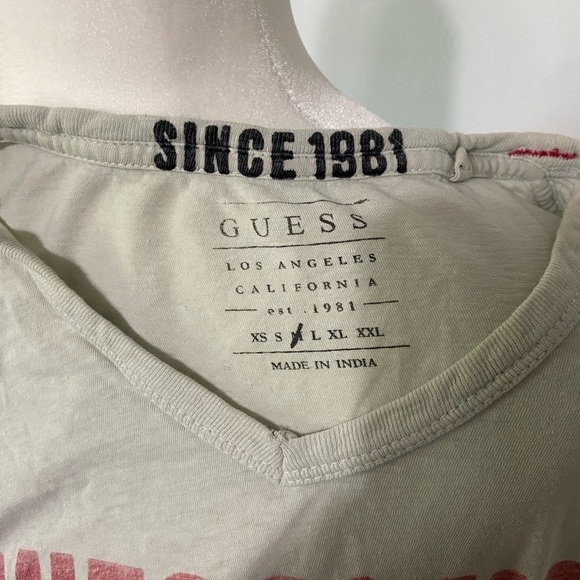 SINCE 1981
GUESS
LOS ANGELES
CALIFORNIA
est. 1981
XS S M L XL XXL
MADE IN INDIA